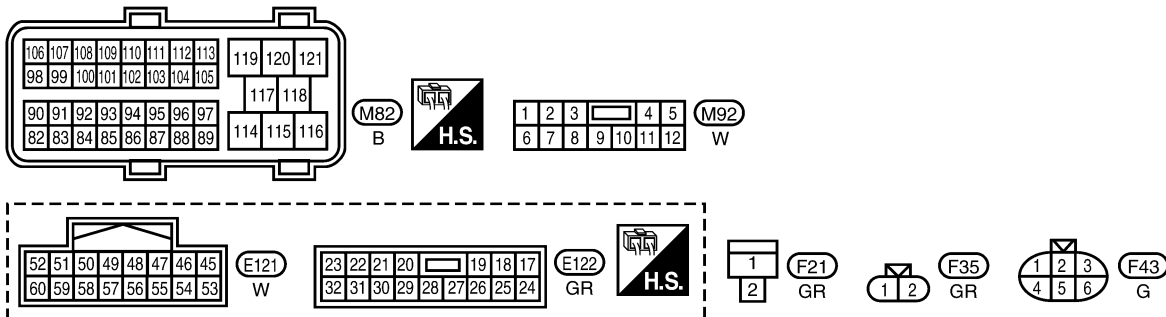 106 107 108 109 110 111 112 113 119 120 121
98 99 100 101 102 103 104 105
117 118
90 91 92 93 94 95 96 97
82 83 84 85 86 87 88 89 114 115 116
M82
B
H.S.
1 2 3 4 5
6 7 8 9 10 11 12
M92
W
52 51 50 49 48 47 46 45
60 59 58 57 56 55 54 53
E121
W
23 22 21 20 19 18 17
32 31 30 29 28 27 26 25 24
E122
GR
H.S.
1
2
F21
GR
1 2
F35
GR
1 2 3
4 5 6
F43
G